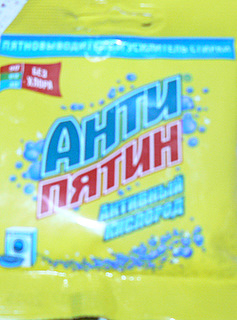 ПЯТНОВЫВОДИТЕЛЬ УСИЛИТЕЛЬ СТИРКИ
БЕЗ
ХЛОРА
АНТИ
ПЯТИН
АКТИВНЫЙ
КИСЛОРОД